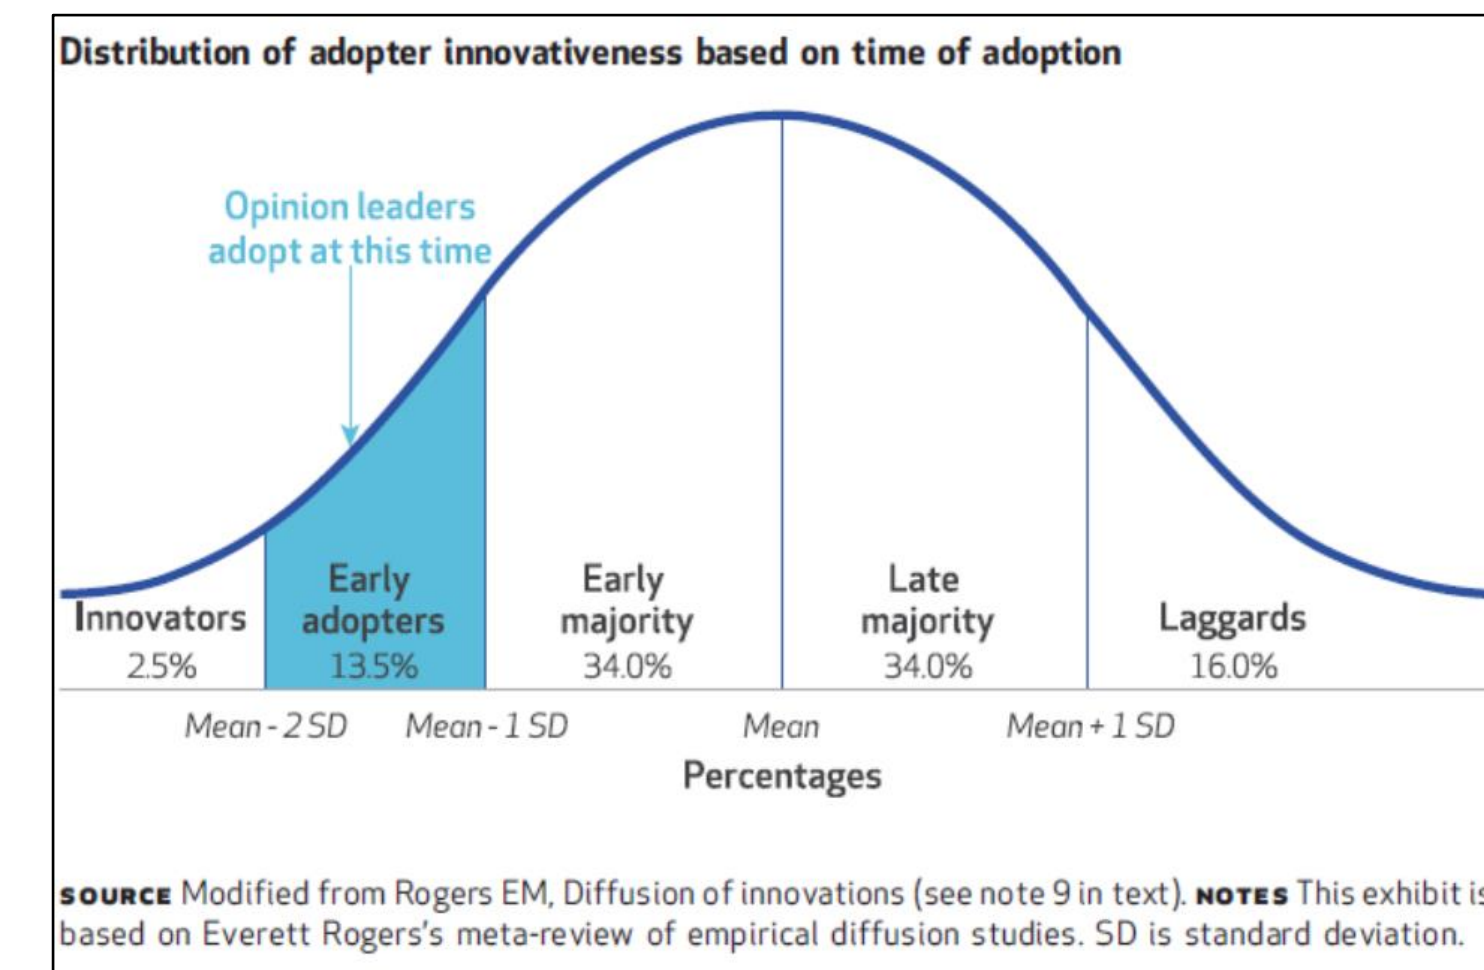 Distribution of adopter innovativeness based on time of adoption
Opinion leaders
adopt at this time
Innovators
2.5%
Early
adopters
13.5%
Early
majority
34.0%
Late
majority
34.0%
Laggards
16.0%
Mean - 2 SD
Mean - 1 SD
Mean
Mean + 1 SD
Percentages
SOURCE Modified from Rogers EM, Diffusion of innovations (see note 9 in text). NOTES This exhibit is
based on Everett Rogers's meta-review of empirical diffusion studies. SD is standard deviation.